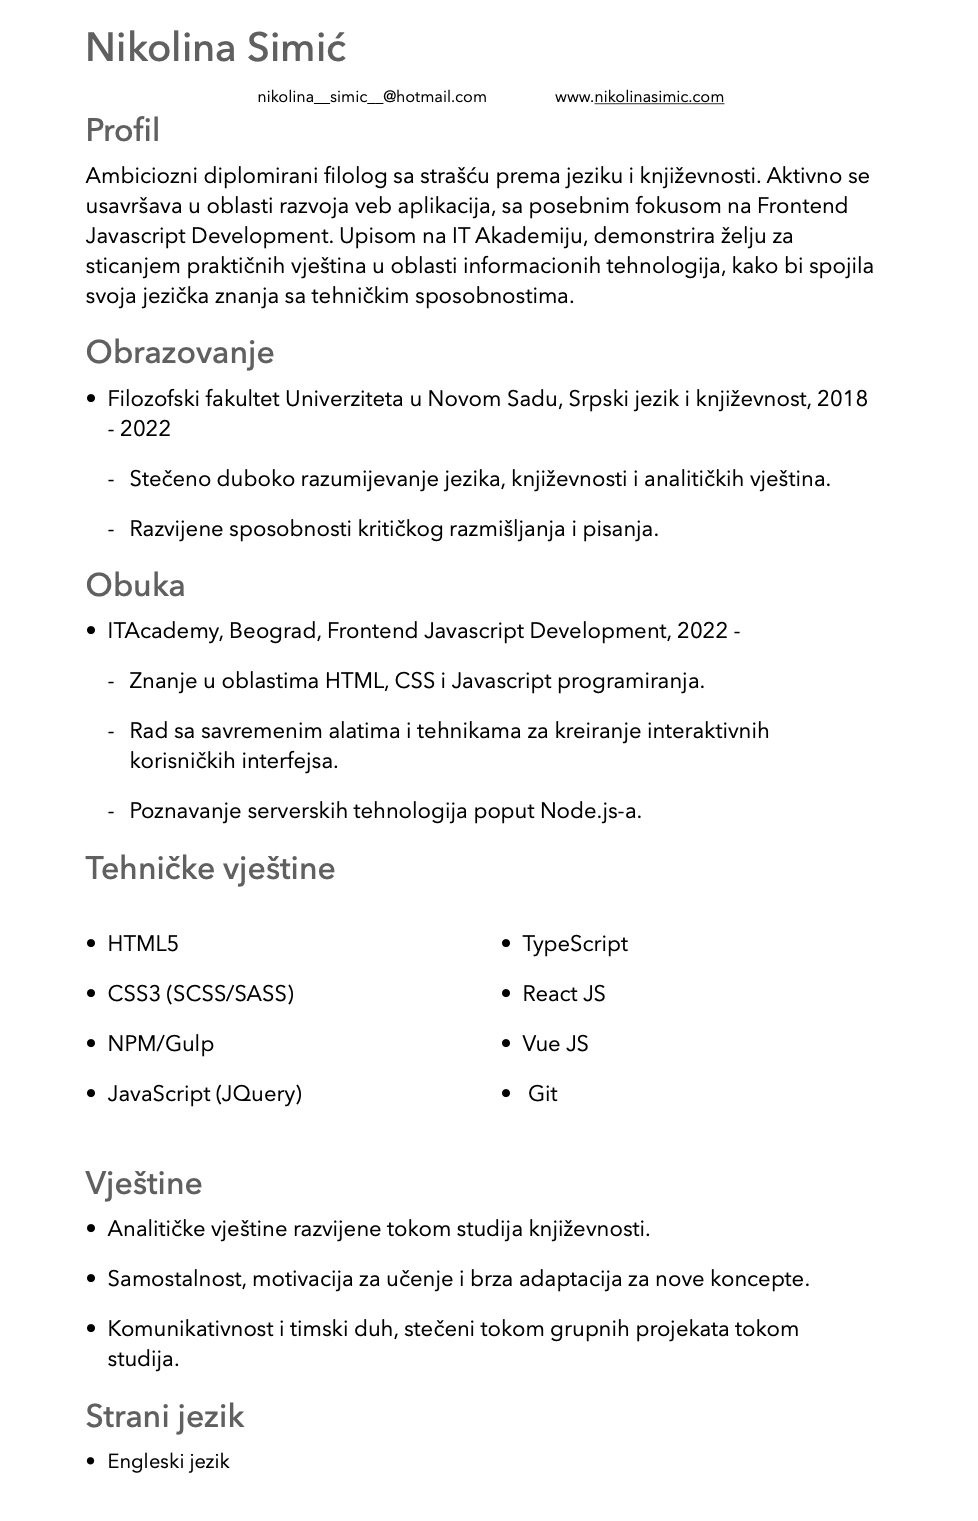 Nikolina Simić
nikolina__simic__@hotmail.com www.nikolinasimic.com
Profil
Ambiciozni diplomirani filolog sa strašću prema jeziku i književnosti. Aktivno se
usavršava u oblasti razvoja veb aplikacija, sa posebnim fokusom na Frontend
Javascript Development. Upisom na IT Akademiju, demonstrira želju za
sticanjem praktičnih vještina u oblasti informacionih tehnologija, kako bi spojila
svoja jezička znanja sa tehničkim sposobnostima.
Obrazovanje
• Filozofski fakultet Univerziteta u Novom Sadu, Srpski jezik i književnost, 2018
- 2022
- Stečeno duboko razumijevanje jezika, književnosti i analitičkih vještina.
- Razvijene sposobnosti kritičkog razmišljanja i pisanja.
Obuka
• ITAcademy, Beograd, Frontend Javascript Development, 2022 -
- Znanje u oblastima HTML, CSS i Javascript programiranja.
- Rad sa savremenim alatima i tehnikama za kreiranje interaktivnih
korisničkih interfejsa.
- Poznavanje serverskih tehnologija poput Node.js-a.
Tehničke vještine
• HTML5
• CSS3 (SCSS/SASS)
• NPM/Gulp
• JavaScript (JQuery)
• TypeScript
• React JS
• Vue JS
• Git
Vještine
• Analitičke vještine razvijene tokom studija književnosti.
• Samostalnost, motivacija za učenje i brza adaptacija za nove koncepte.
• Komunikativnost i timski duh, stečeni tokom grupnih projekata tokom
studija.
Strani jezik
• Engleski jezik